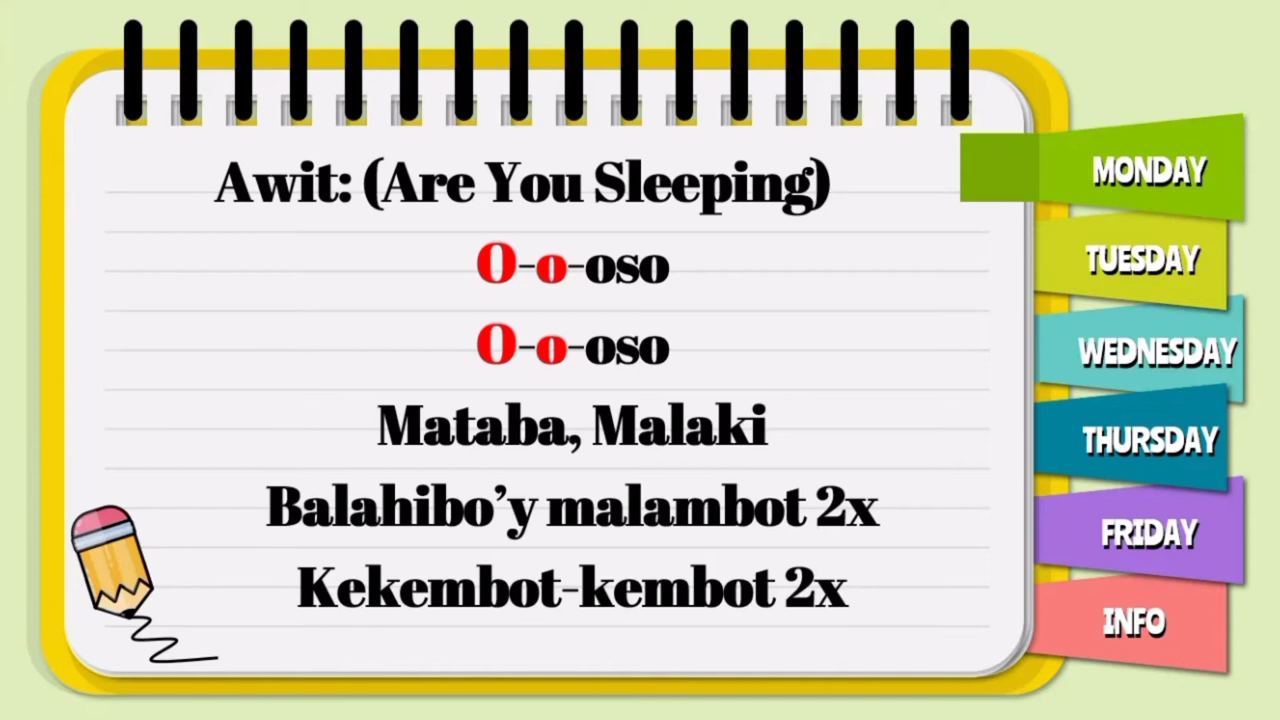 Awit: (Are You Sleeping)
O-o-oso
O-o-oso
Mataba, Malaki
Balahibo’y malambot 2x
Kekembot-kembot 2x
MONDAY
TUESDAY
WEDNESDAY
THURSDAY
FRIDAY
INFO